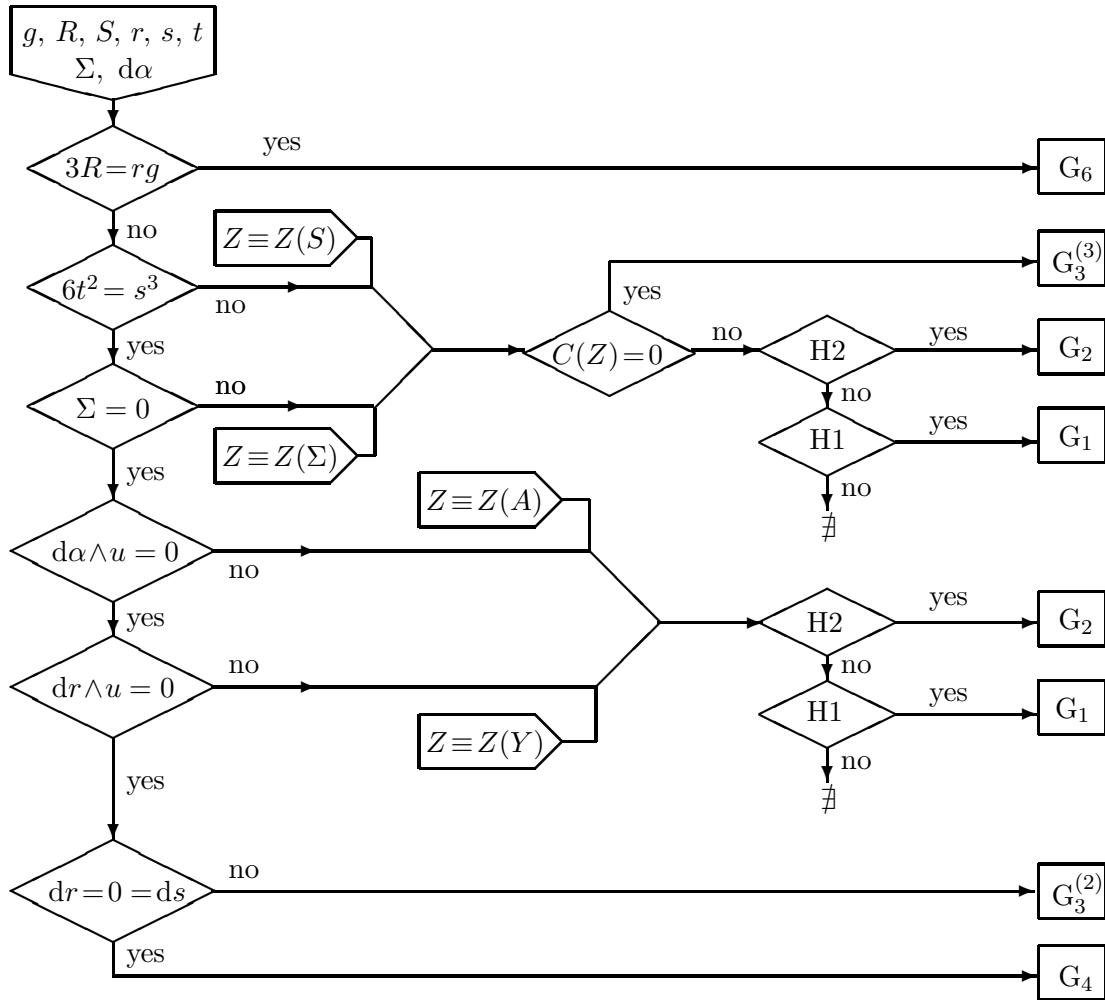 g, R, S, r, s, t
Σ, dα
yes
3R = rg
G₆
no
Z ≡ Z(S)
G₃⁽³⁾
6t² = s³
no
yes
no
yes
yes
C(Z) = 0
H2
G₂
no
no
Σ = 0
yes
H1
G₁
Z ≡ Z(Σ)
yes
no
Z ≡ Z(A)
∄
dα∧u = 0
no
yes
yes
H2
G₂
no
no
dr∧u = 0
yes
H1
G₁
Z ≡ Z(Y)
no
yes
∄
no
dr = 0 = ds
G₃⁽²⁾
yes
G₄